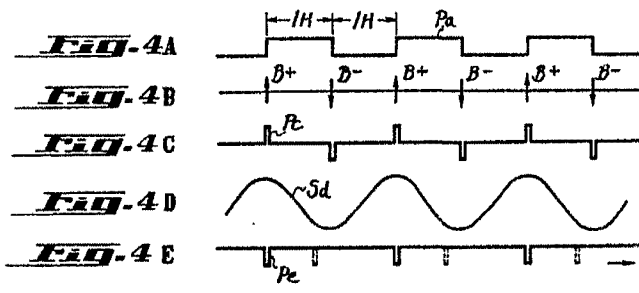 1H 1H Pa
Fig. 4A
B+ B- B+ B- B+ B-
Fig. 4B
Pc
Fig. 4C
Sd
Fig. 4D
Pe
Fig. 4E